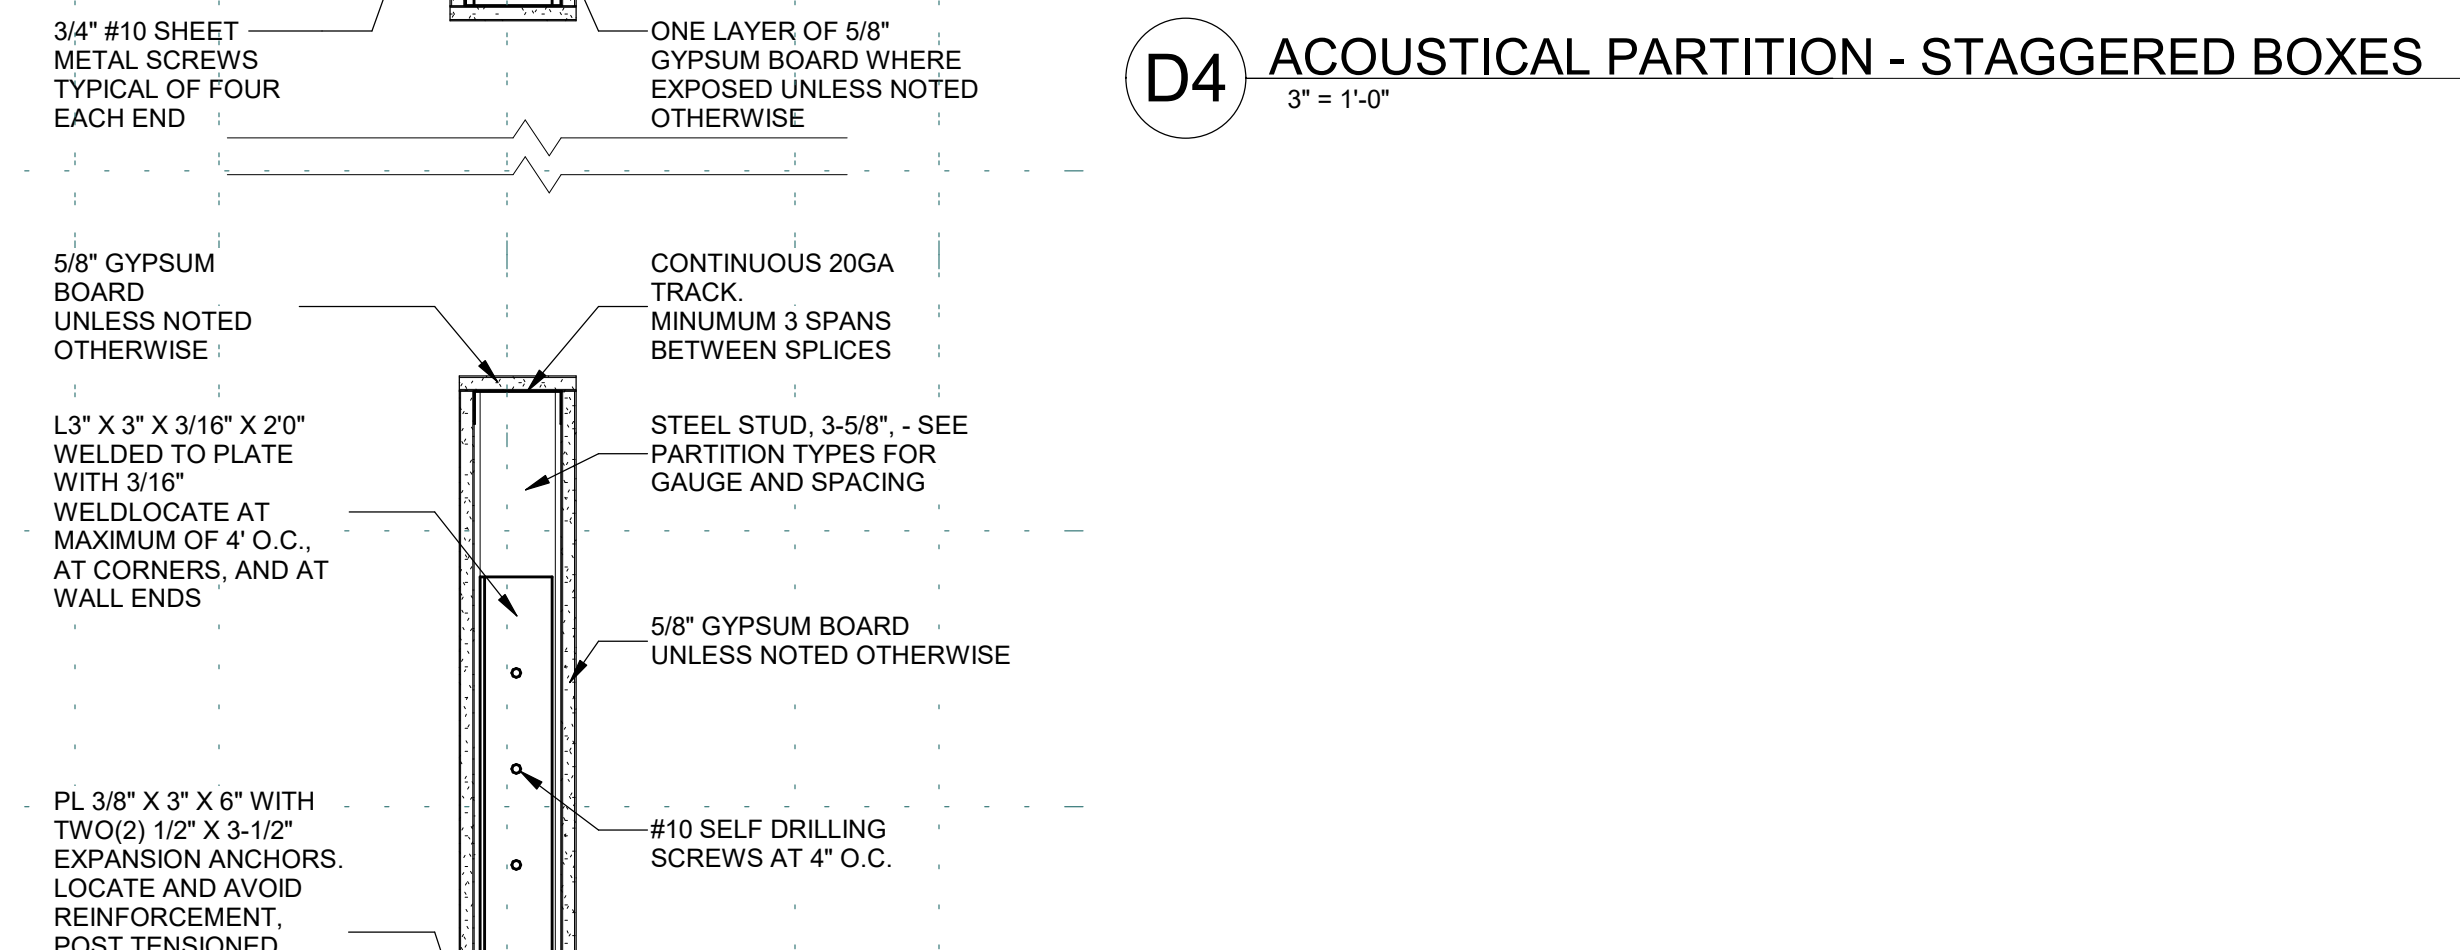 3/4" #10 SHEET
METAL SCREWS
TYPICAL OF FOUR
EACH END
ONE LAYER OF 5/8"
GYPSUM BOARD WHERE
EXPOSED UNLESS NOTED
OTHERWISE
D4
ACOUSTICAL PARTITION - STAGGERED BOXES
3" = 1'-0"
5/8" GYPSUM
BOARD
UNLESS NOTED
OTHERWISE
CONTINUOUS 20GA
TRACK.
MINUMUM 3 SPANS
BETWEEN SPLICES
L3" X 3" X 3/16" X 2'0"
WELDED TO PLATE
WITH 3/16"
WELDLOCATE AT
MAXIMUM OF 4' O.C.,
AT CORNERS, AND AT
WALL ENDS
STEEL STUD, 3-5/8", - SEE
PARTITION TYPES FOR
GAUGE AND SPACING
5/8" GYPSUM BOARD
UNLESS NOTED OTHERWISE
PL 3/8" X 3" X 6" WITH
TWO(2) 1/2" X 3-1/2"
EXPANSION ANCHORS.
LOCATE AND AVOID
REINFORCEMENT,
POST TENSIONED
#10 SELF DRILLING
SCREWS AT 4" O.C.